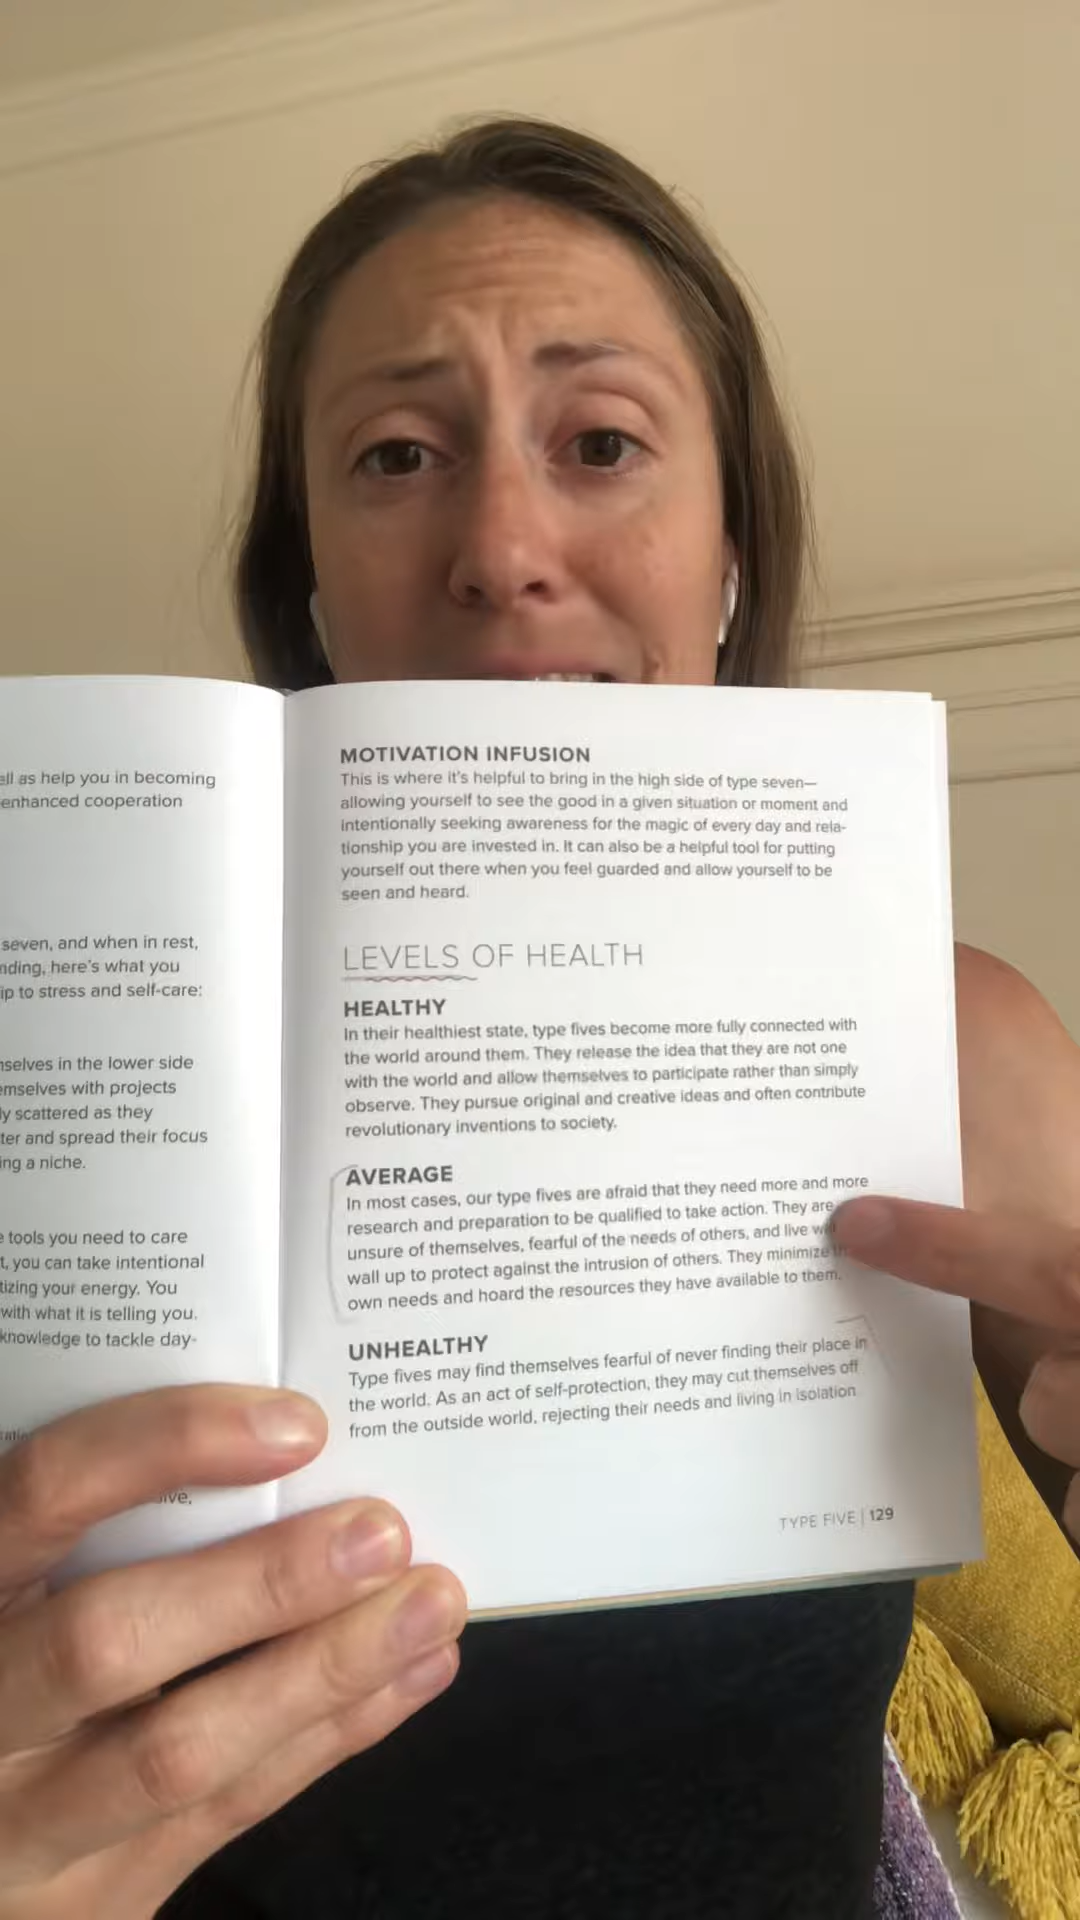 ell as help you in becoming
enhanced cooperation
seven, and when in rest,
nding, here's what you
ip to stress and self-care:
nselves in the lower side
emselves with projects
ly scattered as they
ter and spread their focus
ing a niche.
e tools you need to care
t, you can take intentional
tizing your energy. You
with what it is telling you.
knowledge to tackle day-
MOTIVATION INFUSION
This is where it's helpful to bring in the high side of type seven—
allowing yourself to see the good in a given situation or moment and
intentionally seeking awareness for the magic of every day and rela-
tionship you are invested in. It can also be a helpful tool for putting
yourself out there when you feel guarded and allow yourself to be
seen and heard.
LEVELS OF HEALTH
HEALTHY
In their healthiest state, type fives become more fully connected with
the world around them. They release the idea that they are not one
with the world and allow themselves to participate rather than simply
observe. They pursue original and creative ideas and often contribute
revolutionary inventions to society.
AVERAGE
In most cases, our type fives are afraid that they need more and more
research and preparation to be qualified to take action. They are
unsure of themselves, fearful of the needs of others, and live
wall up to protect against the intrusion of others. They minimize
own needs and hoard the resources they have available to them.
UNHEALTHY
Type fives may find themselves fearful of never finding their place in
the world. As an act of self-protection, they may cut themselves off
from the outside world, rejecting their needs and living in isolation
TYPE FIVE | 129